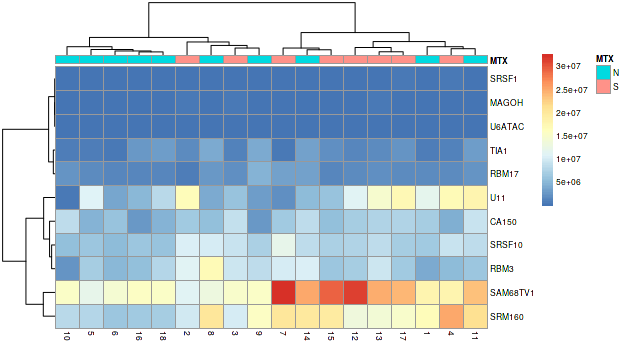 MTX
SRSF1
MAGOH
U6ATAC
TIA1
RBM17
U11
CA150
SRSF10
RBM3
SAM68TV1
SRM160
10 5 6 16 18 2 8 3 9 7 14 15 12 13 17 1 4 11
3e+07
2.5e+07
2e+07
1.5e+07
1e+07
5e+06
MTX
N
S